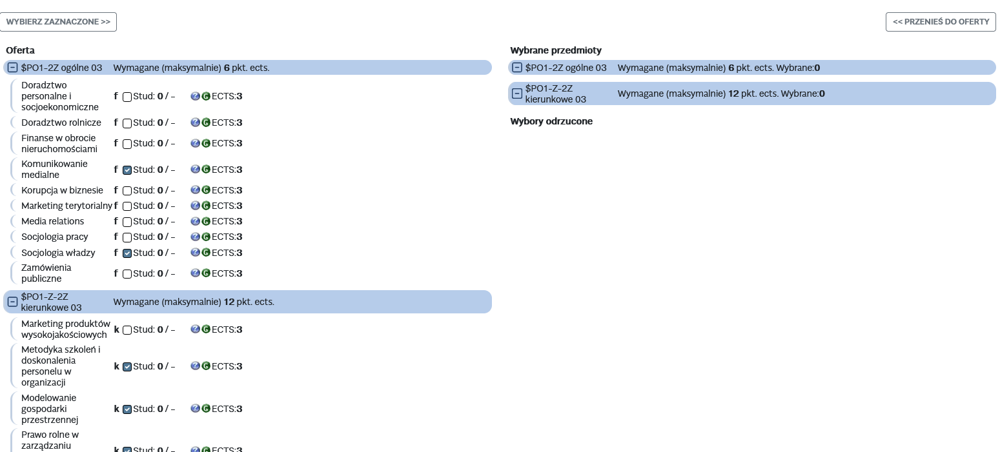 WYBIERZ ZAZNACZONE >>
<< PRZENIEŚ DO OFERTY
Oferta
$PO1-2Z ogólne 03 Wymagane (maksymalnie) 6 pkt. ects.
Doradztwo
personalne i
socjoekonomiczne
f Stud: 0 / – ? G ECTS:3
Doradztwo rolnicze f Stud: 0 / – ? G ECTS:3
Finanse w obrocie
nieruchomościami
f Stud: 0 / – ? G ECTS:3
Komunikowanie
medialne
f Stud: 0 / – ? G ECTS:3
Korupcja w biznesie f Stud: 0 / – ? G ECTS:3
Marketing terytorialny f Stud: 0 / – ? G ECTS:3
Media relations f Stud: 0 / – ? G ECTS:3
Socjologia pracy f Stud: 0 / – ? G ECTS:3
Socjologia władzy f Stud: 0 / – ? G ECTS:3
Zamówienia
publiczne
f Stud: 0 / – ? G ECTS:3
$PO1-Z-2Z
kierunkowe 03
Wymagane (maksymalnie) 12 pkt. ects.
Marketing produktów
wysokojakościowych
k Stud: 0 / – ? G ECTS:3
Metodyka szkoleń i
doskonalenia
personelu w
organizacji
k Stud: 0 / – ? G ECTS:3
Modelowanie
gospodarki
przestrzennej
k Stud: 0 / – ? G ECTS:3
Prawo rolne w
zarządzaniu
k Stud: 0 / – ? G ECTS:3
Wybrane przedmioty
$PO1-2Z ogólne 03 Wymagane (maksymalnie) 6 pkt. ects. Wybrane:0
$PO1-Z-2Z
kierunkowe 03
Wymagane (maksymalnie) 12 pkt. ects. Wybrane:0
Wybory odrzucone